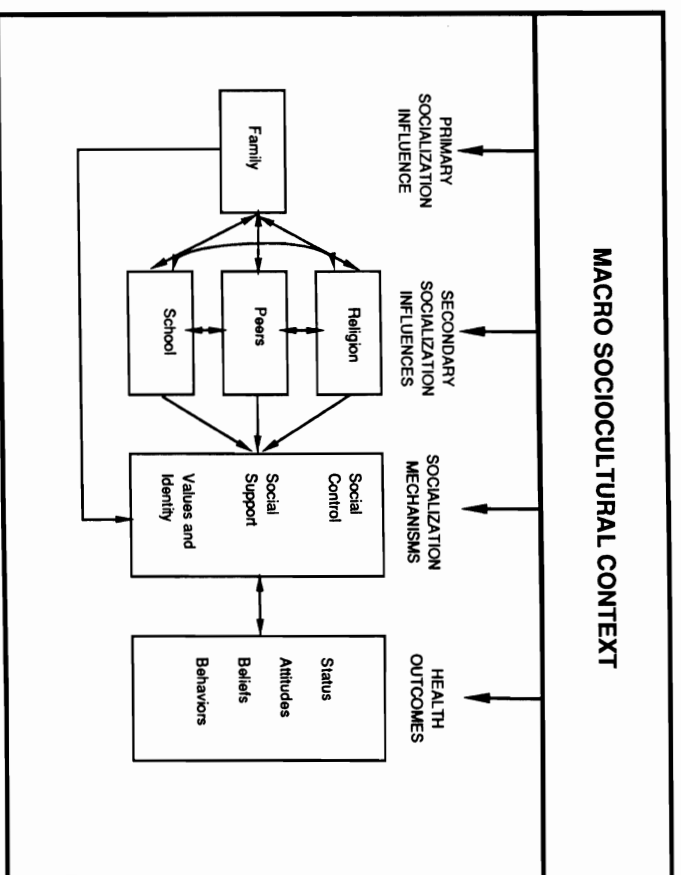 MACRO SOCIOCULTURAL CONTEXT
PRIMARY
SOCIALIZATION
INFLUENCE
SECONDARY
SOCIALIZATION
INFLUENCES
SOCIALIZATION
MECHANISMS
HEALTH
OUTCOMES
Family
Religion
Peers
School
Social
Control
Social
Support
Values and
Identity
Status
Attitudes
Beliefs
Behaviors